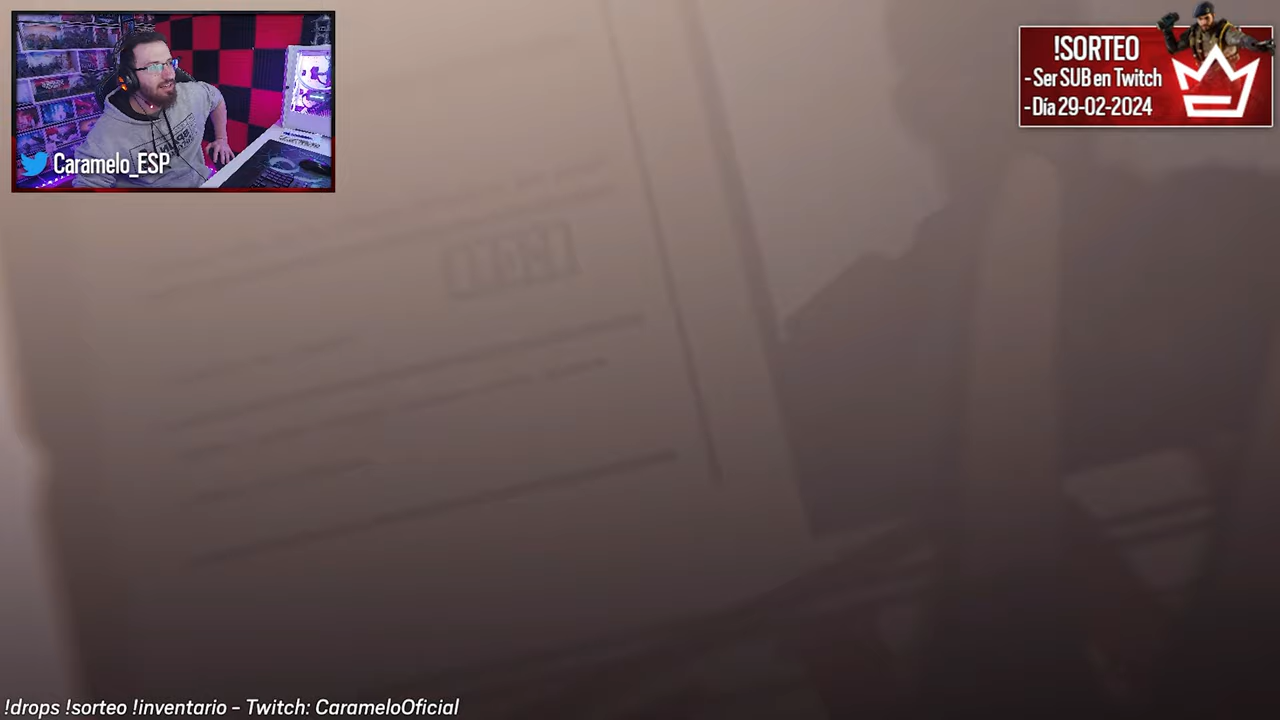 !SORTEO
- Ser SUB en Twitch
- Día 29-02-2024
Caramelo_ESP
!drops !sorteo !inventario - Twitch: CarameloOficial